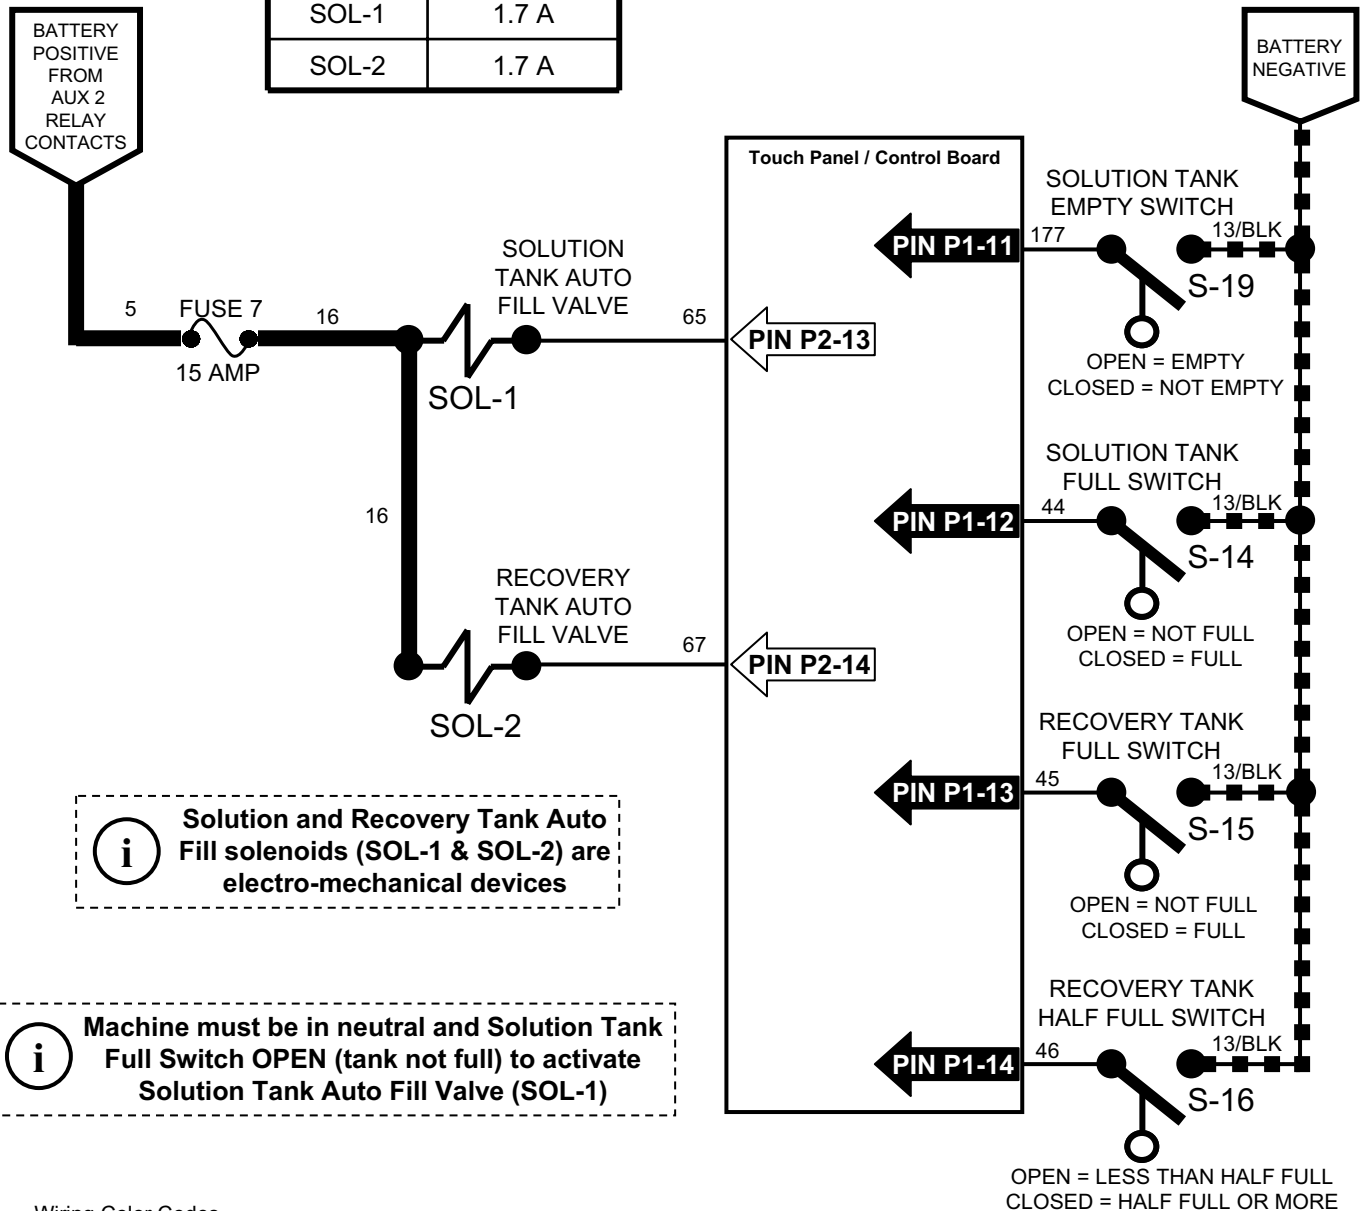 BATTERY
POSITIVE
FROM
AUX 2
RELAY
CONTACTS
SOL-1 1.7 A
SOL-2 1.7 A
BATTERY
NEGATIVE
Touch Panel / Control Board
SOLUTION TANK
EMPTY SWITCH
PIN P1-11
177
13/BLK
S-19
OPEN = EMPTY
CLOSED = NOT EMPTY
SOLUTION
TANK AUTO
FILL VALVE
5
FUSE 7
15 AMP
16
SOL-1
65
PIN P2-13
SOLUTION TANK
FULL SWITCH
PIN P1-12
44
13/BLK
S-14
OPEN = NOT FULL
CLOSED = FULL
16
RECOVERY
TANK AUTO
FILL VALVE
67
PIN P2-14
SOL-2
RECOVERY TANK
FULL SWITCH
PIN P1-13
45
13/BLK
S-15
OPEN = NOT FULL
CLOSED = FULL
i
Solution and Recovery Tank Auto
Fill solenoids (SOL-1 & SOL-2) are
electro-mechanical devices
RECOVERY TANK
HALF FULL SWITCH
PIN P1-14
46
13/BLK
S-16
OPEN = LESS THAN HALF FULL
CLOSED = HALF FULL OR MORE
i
Machine must be in neutral and Solution Tank
Full Switch OPEN (tank not full) to activate
Solution Tank Auto Fill Valve (SOL-1)
Wiring Color Codes